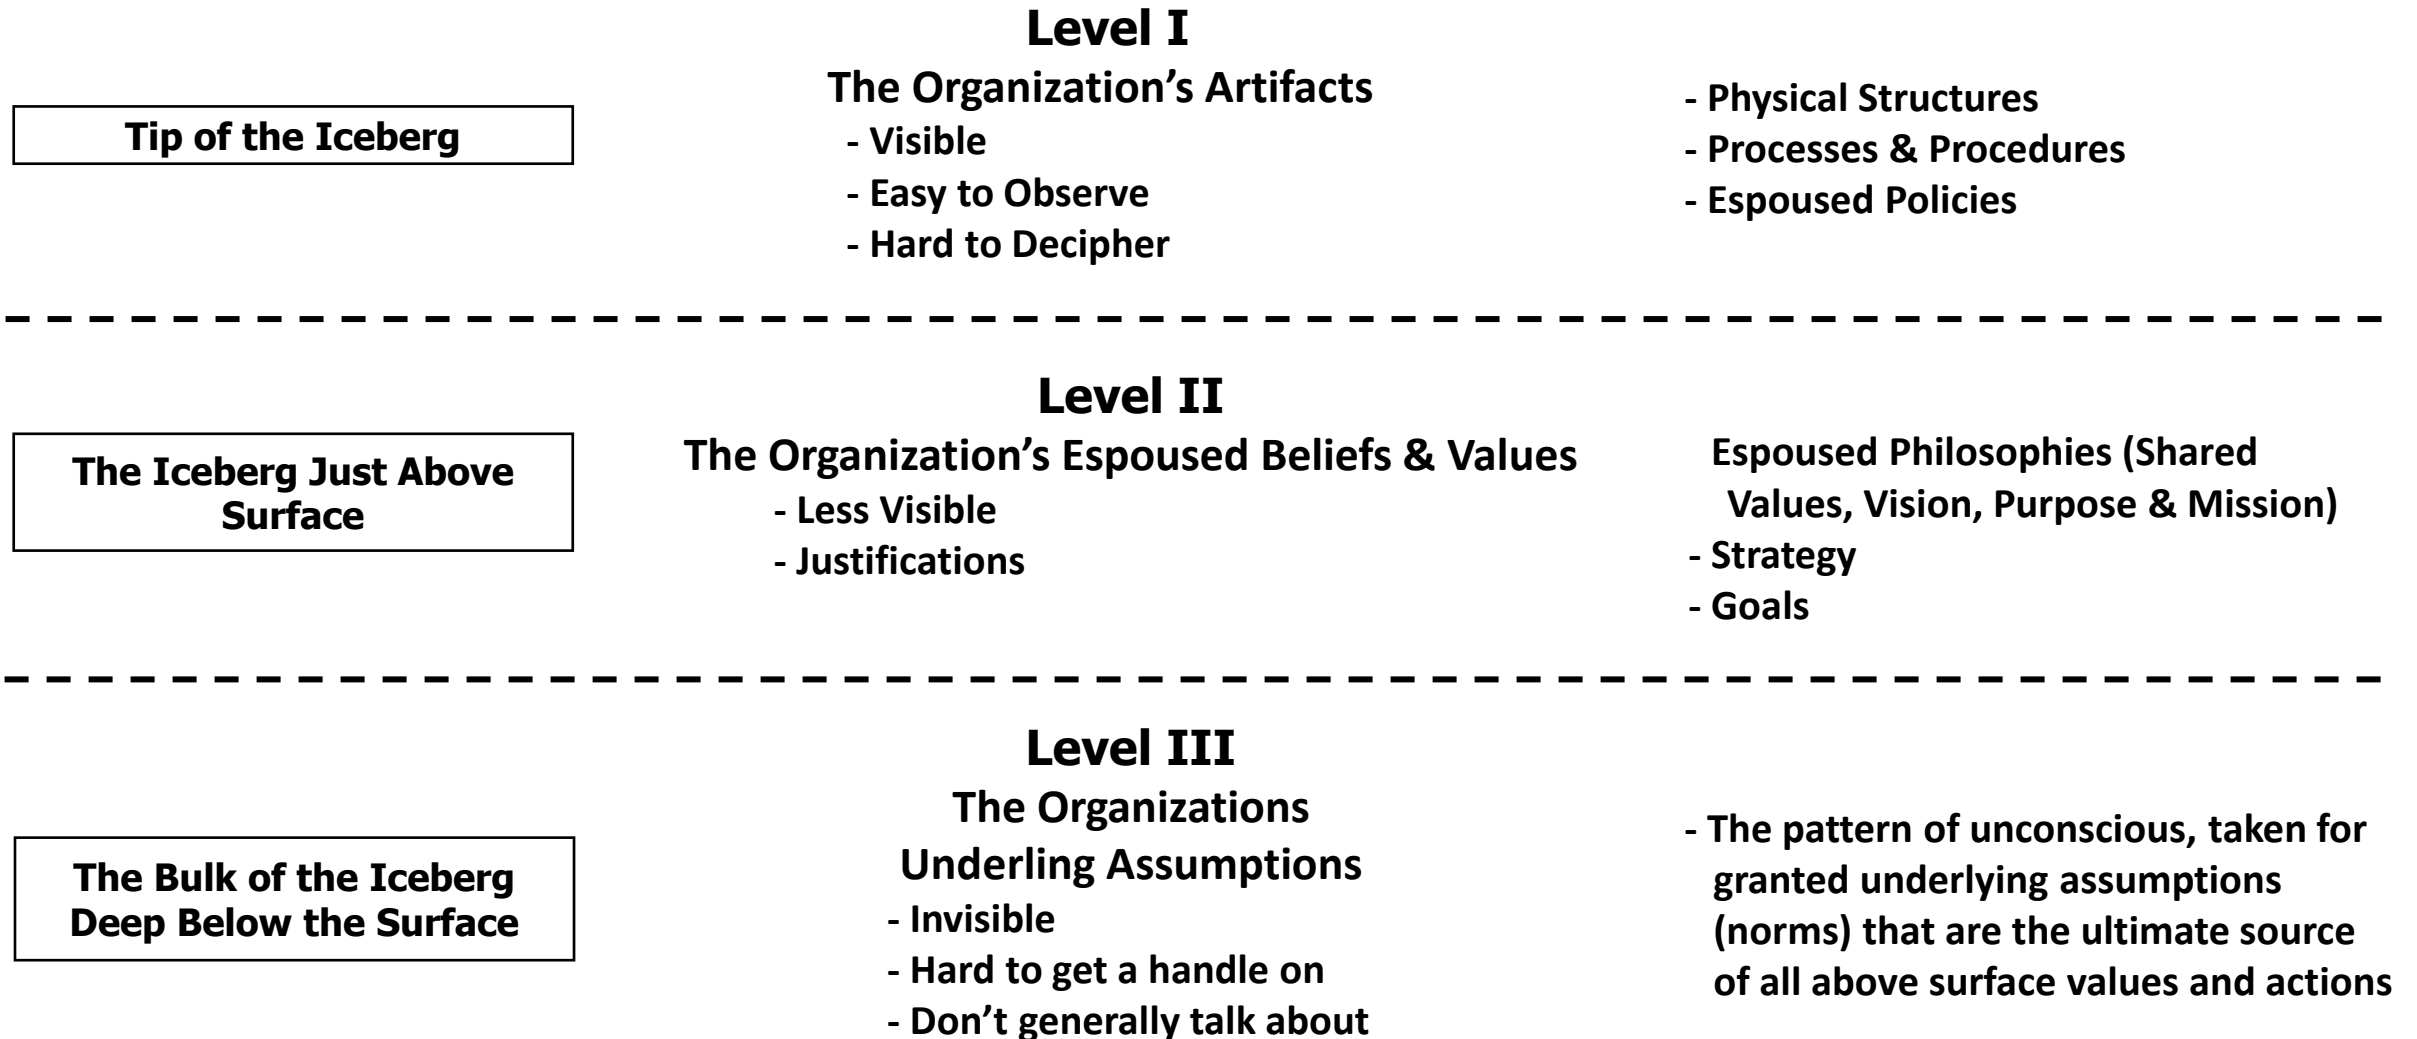 Level I
The Organization’s Artifacts
- Visible
- Easy to Observe
- Hard to Decipher
Tip of the Iceberg
- Physical Structures
- Processes & Procedures
- Espoused Policies
Level II
The Organization’s Espoused Beliefs & Values
- Less Visible
- Justifications
The Iceberg Just Above
Surface
Espoused Philosophies (Shared
Values, Vision, Purpose & Mission)
- Strategy
- Goals
Level III
The Organizations
Underling Assumptions
- Invisible
- Hard to get a handle on
- Don’t generally talk about
The Bulk of the Iceberg
Deep Below the Surface
- The pattern of unconscious, taken for
granted underlying assumptions
(norms) that are the ultimate source
of all above surface values and actions